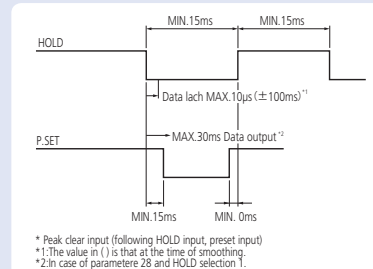 MIN.15ms MIN.15ms
HOLD
Data lach MAX.10μs (±100ms)*1
MAX.30ms Data output*2
P.SET
MIN.15ms MIN. 0ms
* Peak clear input (following HOLD input, preset input)
*1:The value in ( ) is that at the time of smoothing.
*2:In case of parametere 28 and HOLD selection 1.